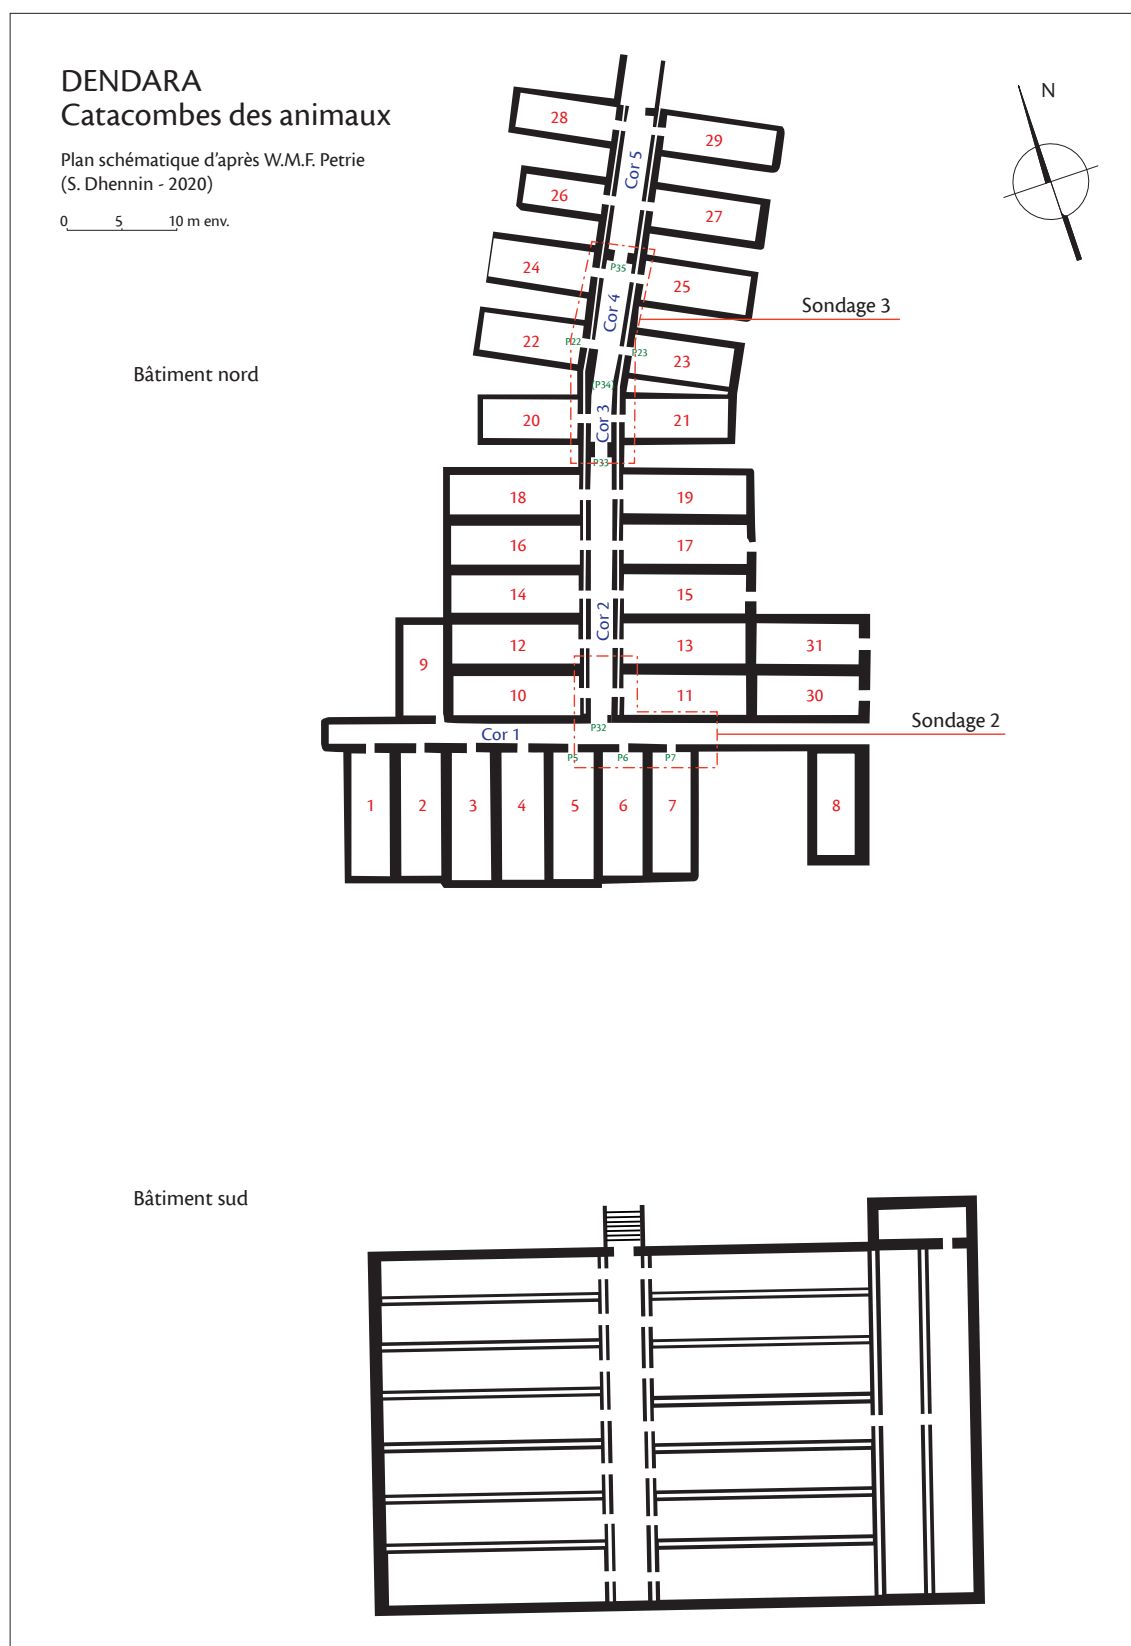 DENDARA
Catacombes des animaux
Plan schématique d'après W.M.F. Petrie
(S. Dhennin - 2020)
0 5 10 m env.
N
28
29
Cor 5
26
27
24
P35
25
Cor 4
Sondage 3
22
P22
P23
23
Bâtiment nord
(P34)
20
Cor 3
21
P33
18
19
16
17
14
15
Cor 2
12
13
31
9
10
11
30
P32
Sondage 2
Cor 1
P5
P6
P7
1
2
3
4
5
6
7
8
Bâtiment sud